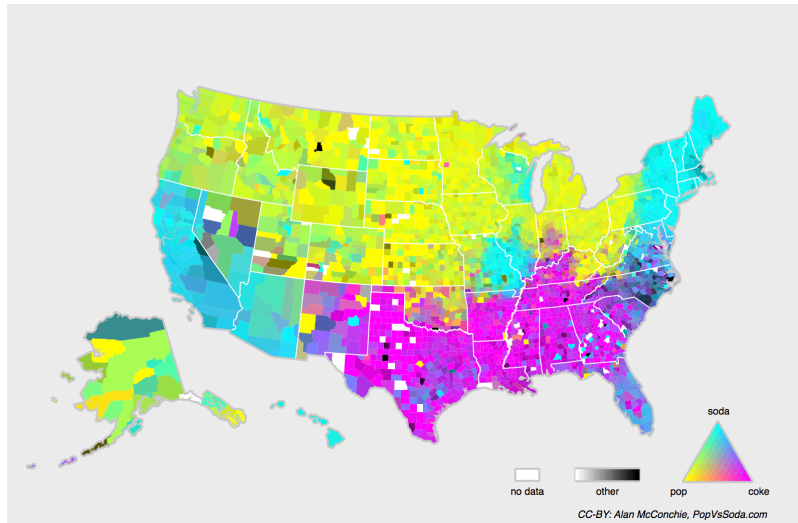 soda
no data
other
pop
coke
CC-BY: Alan McConchie, PopVsSoda.com